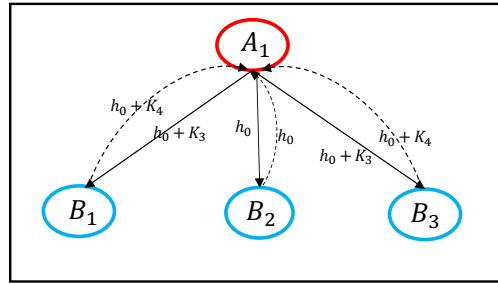 A₁
h₀ + K₄
h₀ + K₃
h₀
h₀
h₀ + K₄
h₀ + K₃
B₁
B₂
B₃